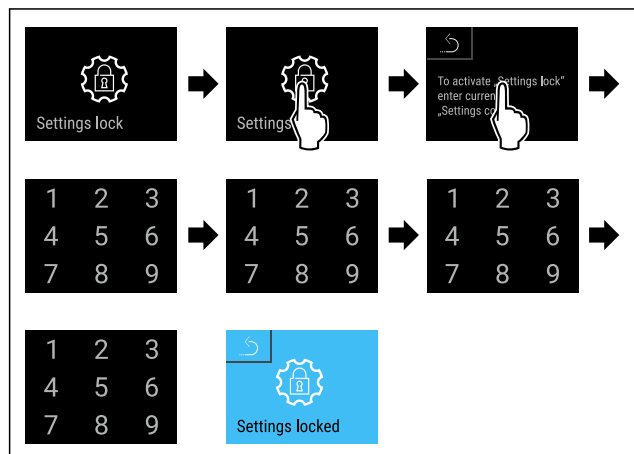 Settings lock
Settings
To activate „Settings lock“
enter curren
„Settings co
1 2 3
4 5 6
7 8 9
1 2 3
4 5 6
7 8 9
1 2 3
4 5 6
7 8 9
1 2 3
4 5 6
7 8 9
Settings locked